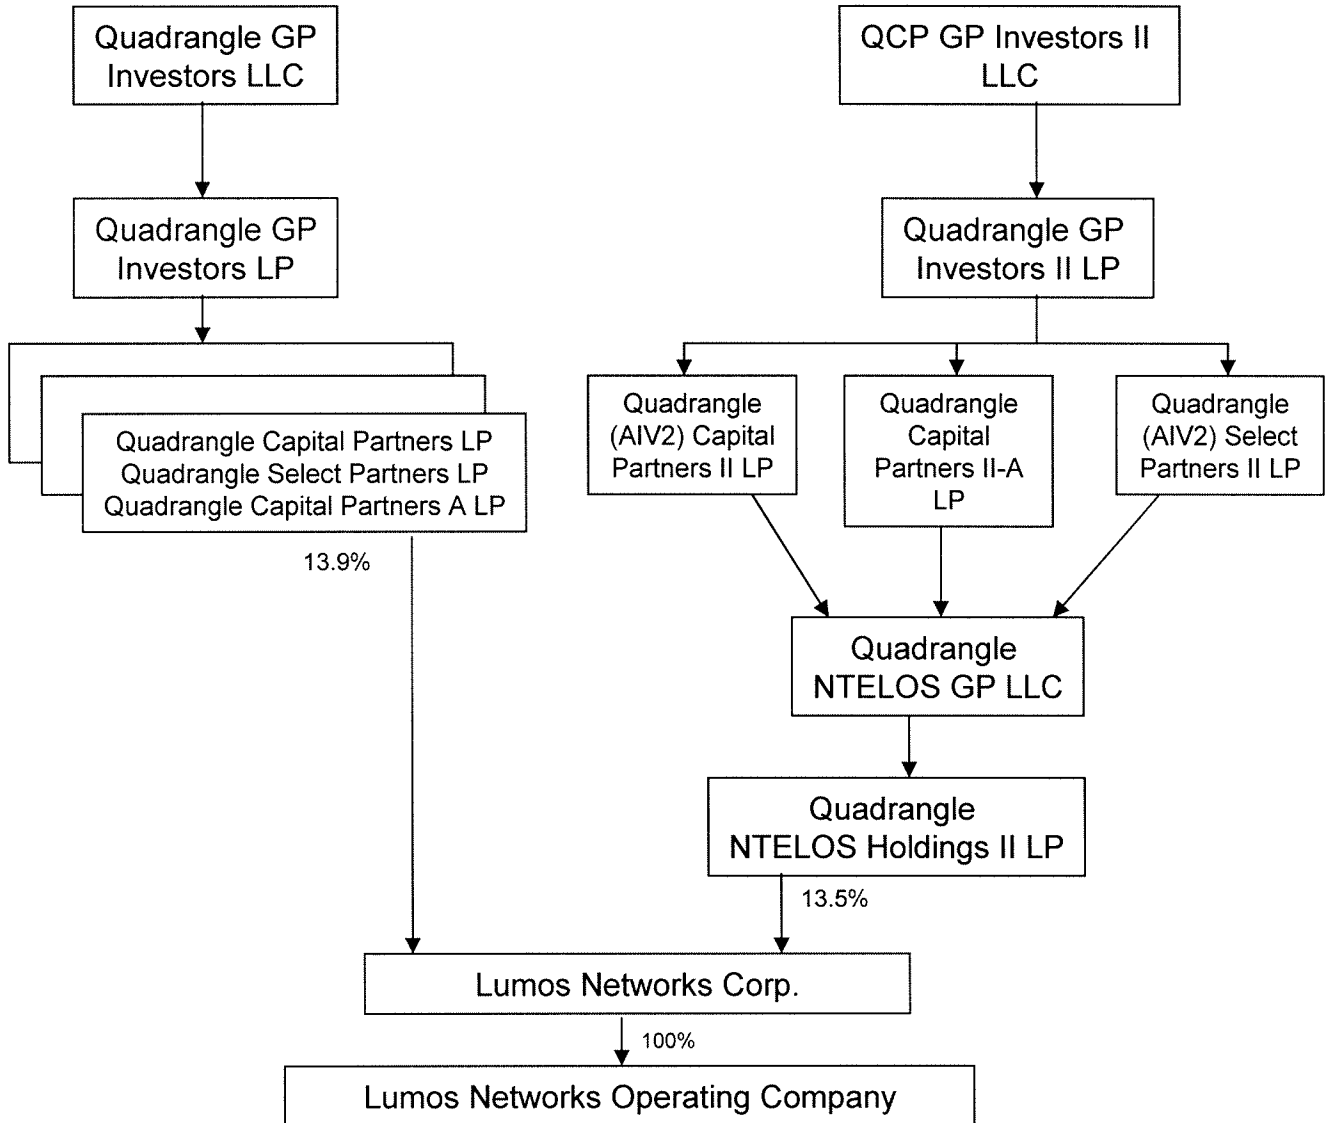 Quadrangle GP
Investors LLC
QCP GP Investors II
LLC
Quadrangle GP
Investors LP
Quadrangle GP
Investors II LP
Quadrangle Capital Partners LP
Quadrangle Select Partners LP
Quadrangle Capital Partners A LP
Quadrangle
(AIV2) Capital
Partners II LP
Quadrangle
Capital
Partners II-A
LP
Quadrangle
(AIV2) Select
Partners II LP
13.9%
Quadrangle
NTELOS GP LLC
Quadrangle
NTELOS Holdings II LP
13.5%
Lumos Networks Corp.
100%
Lumos Networks Operating Company